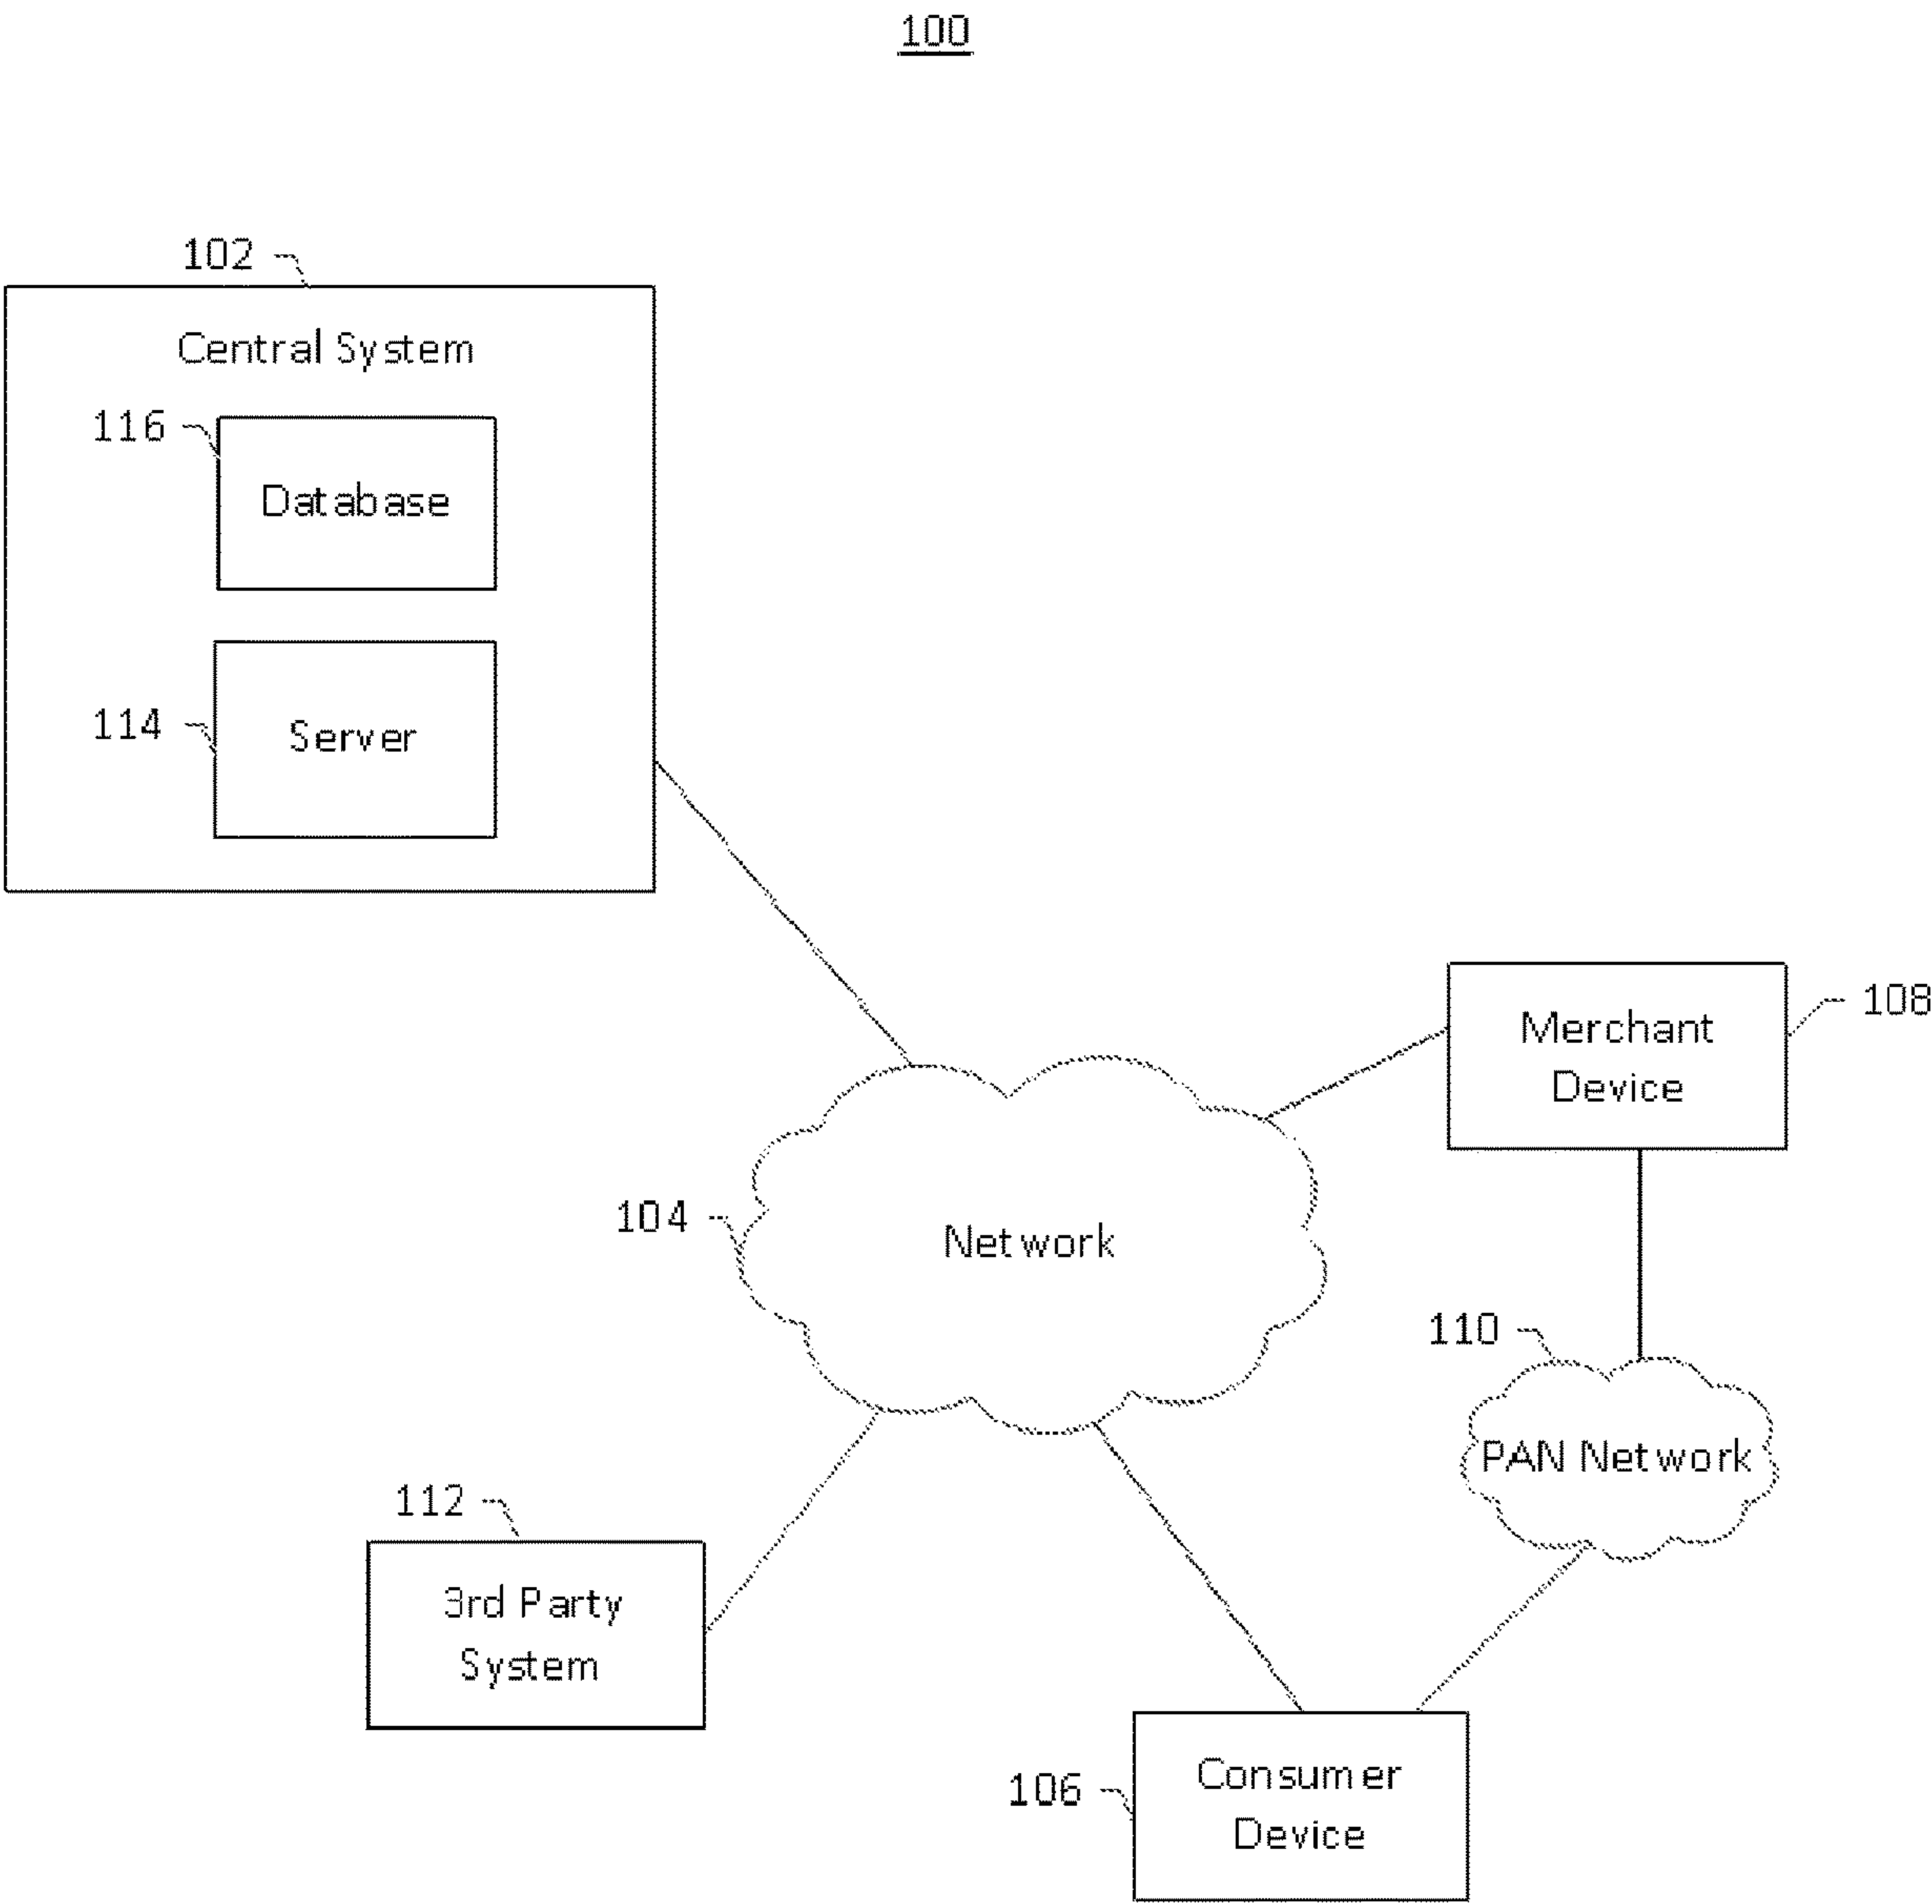 100
102
Central System
116
Database
114
Server
Merchant
Device
108
104
Network
110
PAN Network
112
3rd Party
System
106
Consumer
Device